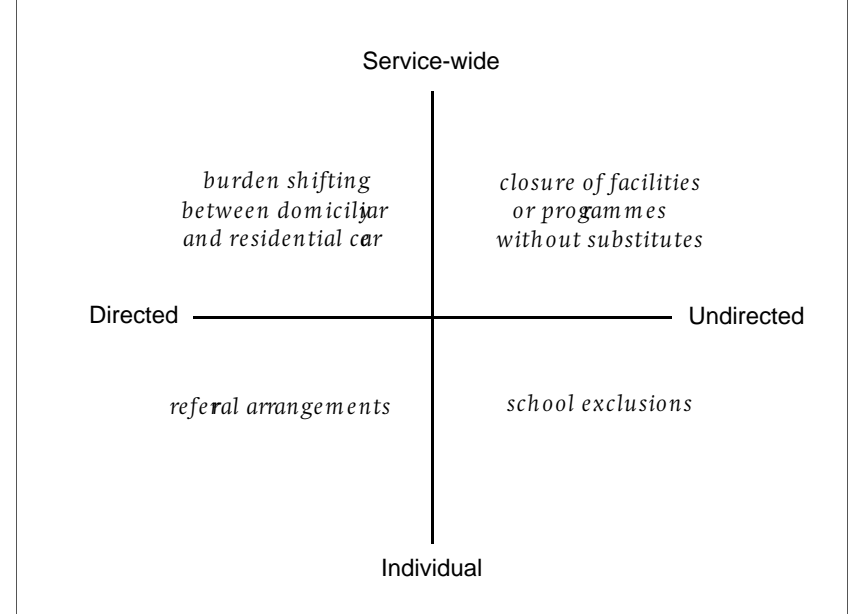 Service-wide
burden shifting
between domiciliary
and residential care
closure of facilities
or programmes
without substitutes
Directed
Undirected
referral arrangements
school exclusions
Individual